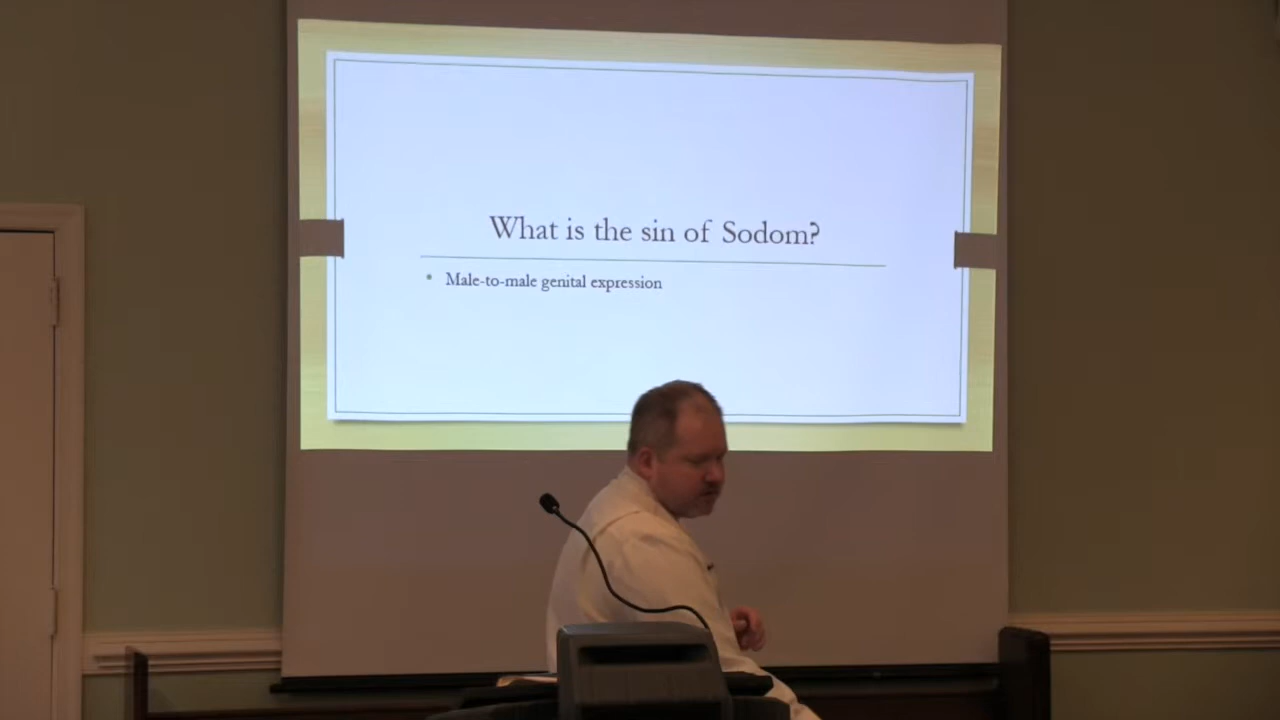 What is the sin of Sodom?
• Male-to-male genital expression